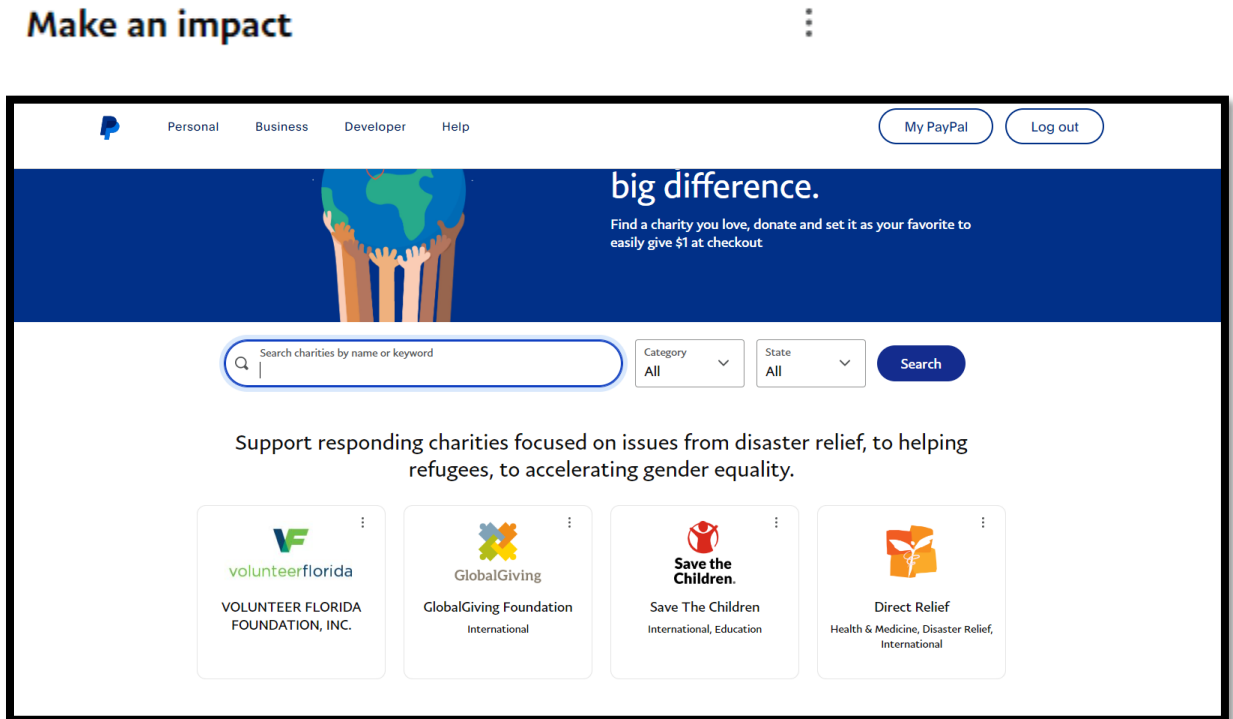 Make an impact
Personal Business Developer Help My PayPal Log out
big difference.
Find a charity you love, donate and set it as your favorite to
easily give $1 at checkout
Search charities by name or keyword
Category
All
State
All
Search
Support responding charities focused on issues from disaster relief, to helping
refugees, to accelerating gender equality.
VF
volunteerflorida
VOLUNTEER FLORIDA
FOUNDATION, INC.
GlobalGiving
GlobalGiving Foundation
International
Save the
Children.
Save The Children
International, Education
Direct Relief
Health & Medicine, Disaster Relief,
International